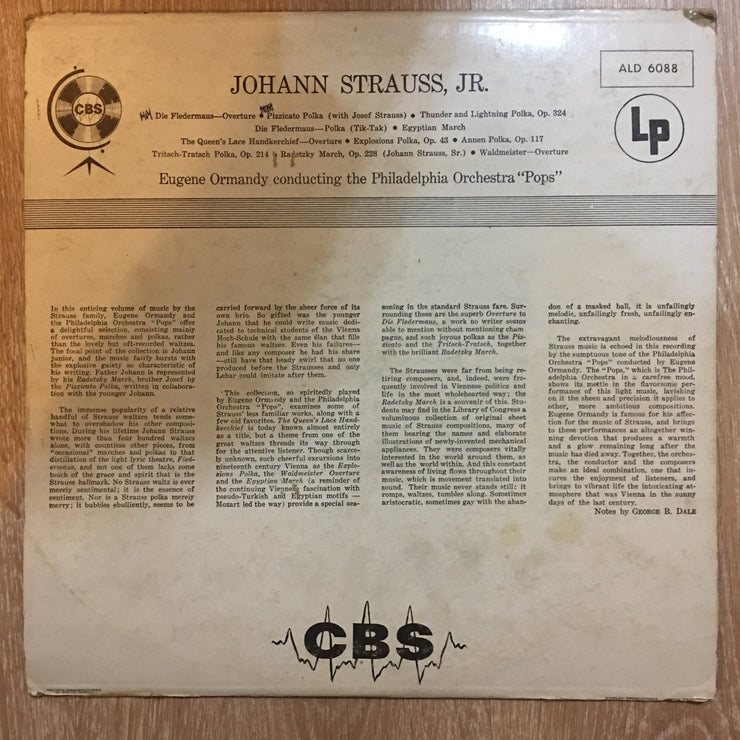 JOHANN STRAUSS, JR.
ALD 6088
CBS
Lp
Die Fledermaus—Overture • Pizzicato Polka (with Josef Strauss) • Thunder and Lightning Polka, Op. 324
Die Fledermaus—Polka (Tik-Tak) • Egyptian March
The Queen's Lace Handkerchief—Overture • Explosions Polka, Op. 43 • Annen Polka, Op. 117
Tritsch-Tratsch Polka, Op. 214 • Radetzky March, Op. 228 (Johann Strauss, Sr.) • Waldmeister—Overture
Eugene Ormandy conducting the Philadelphia Orchestra "Pops"
In this enticing volume of music by the
Strauss family, Eugene Ormandy and
the Philadelphia Orchestra "Pops" offer
a delightful selection, consisting mainly
of overtures, marches and polkas, rather
than the lovely but oft-recorded waltzes.
The focal point of the collection is Johann
junior, and the music fairly bursts with
the explosive gaiety so characteristic of
his writing. Father Johann is represented
by his Radetzky March, brother Josef by
the Pizzicato Polka, written in collabora-
tion with the younger Johann.
The immense popularity of a relative
handful of Strauss waltzes tends some-
what to overshadow his other composi-
tions. During his lifetime Johann Strauss
wrote more than four hundred waltzes
alone, with countless other pieces, from
"occasional" marches and polkas to that
distillation of the light lyric theatre, Fled-
ermaus, and not one of them lacks some
touch of the grace and spirit that is the
Strauss hallmark. No Strauss waltz is ever
merely sentimental; it is the essence of
sentiment. Nor is a Strauss polka merely
merry; it bubbles ebulliently, seems to be
carried forward by the sheer force of its
own brio. So gifted was the younger
Johann that he could write music dedi-
cated to technical students of the Vienna
Hoch-Schule with the same élan that fills
his famous waltzes. Even his failures—
and like any composer he had his share
—still have that heady swirl that no one
produced before the Strausses and only
Lehar could imitate after them.
This collection, so spiritedly played
by Eugene Ormandy and the Philadelphia
Orchestra "Pops", examines some of
Strauss' less familiar works, along with a
few old favorites. The Queen's Lace Hand-
kerchief is today known almost entirely
as a title, but a theme from one of the
great waltzes threads its way through
for the attentive listener. Though scarce-
ly unknown, such cheerful excursions into
nineteenth century Vienna as the Explo-
sions Polka, the Waldmeister Overture
and the Egyptian March (a reminder of
the continuing Viennese fascination with
pseudo-Turkish and Egyptian motifs —
Mozart led the way) provide a special sea-
soning in the standard Strauss fare. Sur-
rounding these are the superb Overture to
Die Fledermaus, a work no writer seems
able to mention without mentioning cham
pagne, and such joyous polkas as the Piz-
zicato and the Tritsch-Tratsch, together
with the brilliant Radetzky March.
The Strausses were far from being re-
tiring composers, and, indeed, were fre-
quently involved in Viennese politics and
life in the most wholehearted way; the
Radetzky March is a souvenir of this. Stu-
dents may find in the Library of Congress a
voluminous collection of original sheet
music of Strauss compositions, many of
them bearing the names and elaborate
illustrations of newly-invented mechanical
appliances. They were composers vitally
interested in the world around them, as
well as the world within. And this constant
awareness of living flows throughout their
music, which is movement translated into
sound. Their music never stands still; it
romps, waltzes, tumbles along. Sometimes
aristocratic, sometimes gay with the aban-
don of a masked ball, it is unfailingly
melodic, unfailingly fresh, unfailingly en-
chanting.
The extravagant melodiousness of
Strauss music is echoed in this recording
by the sumptuous tone of the Philadelphia
Orchestra "Pops" conducted by Eugene
Ormandy. The "Pops," which is The Phil-
adelphia Orchestra in a carefree mood,
shows its mettle in the flavorsome per-
formance of this light music, lavishing
on it the sheen and precision it applies to
other, more ambitious compositions.
Eugene Ormandy is famous for his affec-
tion for the music of Strauss, and brings
to these performances an altogether win-
ning devotion that produces a warmth
and a glow remaining long after the
music has died away. Together, the orches-
tra, the conductor and the composers
make an ideal combination, one that in-
sures the enjoyment of listeners, and
brings to vibrant life the intoxicating at-
mosphere that was Vienna in the sunny
days of the last century.
Notes by GEORGE B. DALE
CBS